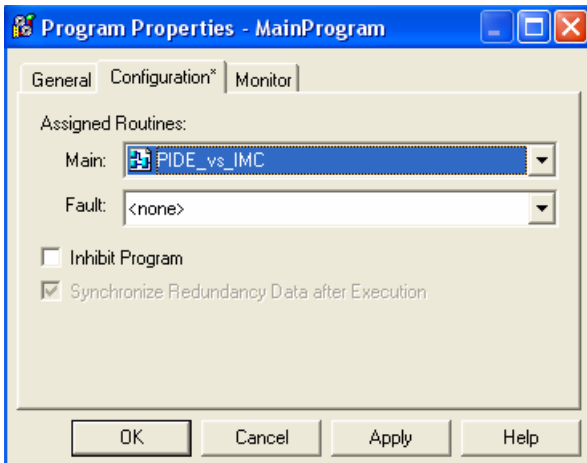 Program Properties - MainProgram
General Configuration* Monitor
Assigned Routines:
Main: PIDE_vs_IMC
Fault: <none>
Inhibit Program
Synchronize Redundancy Data after Execution
OK Cancel Apply Help